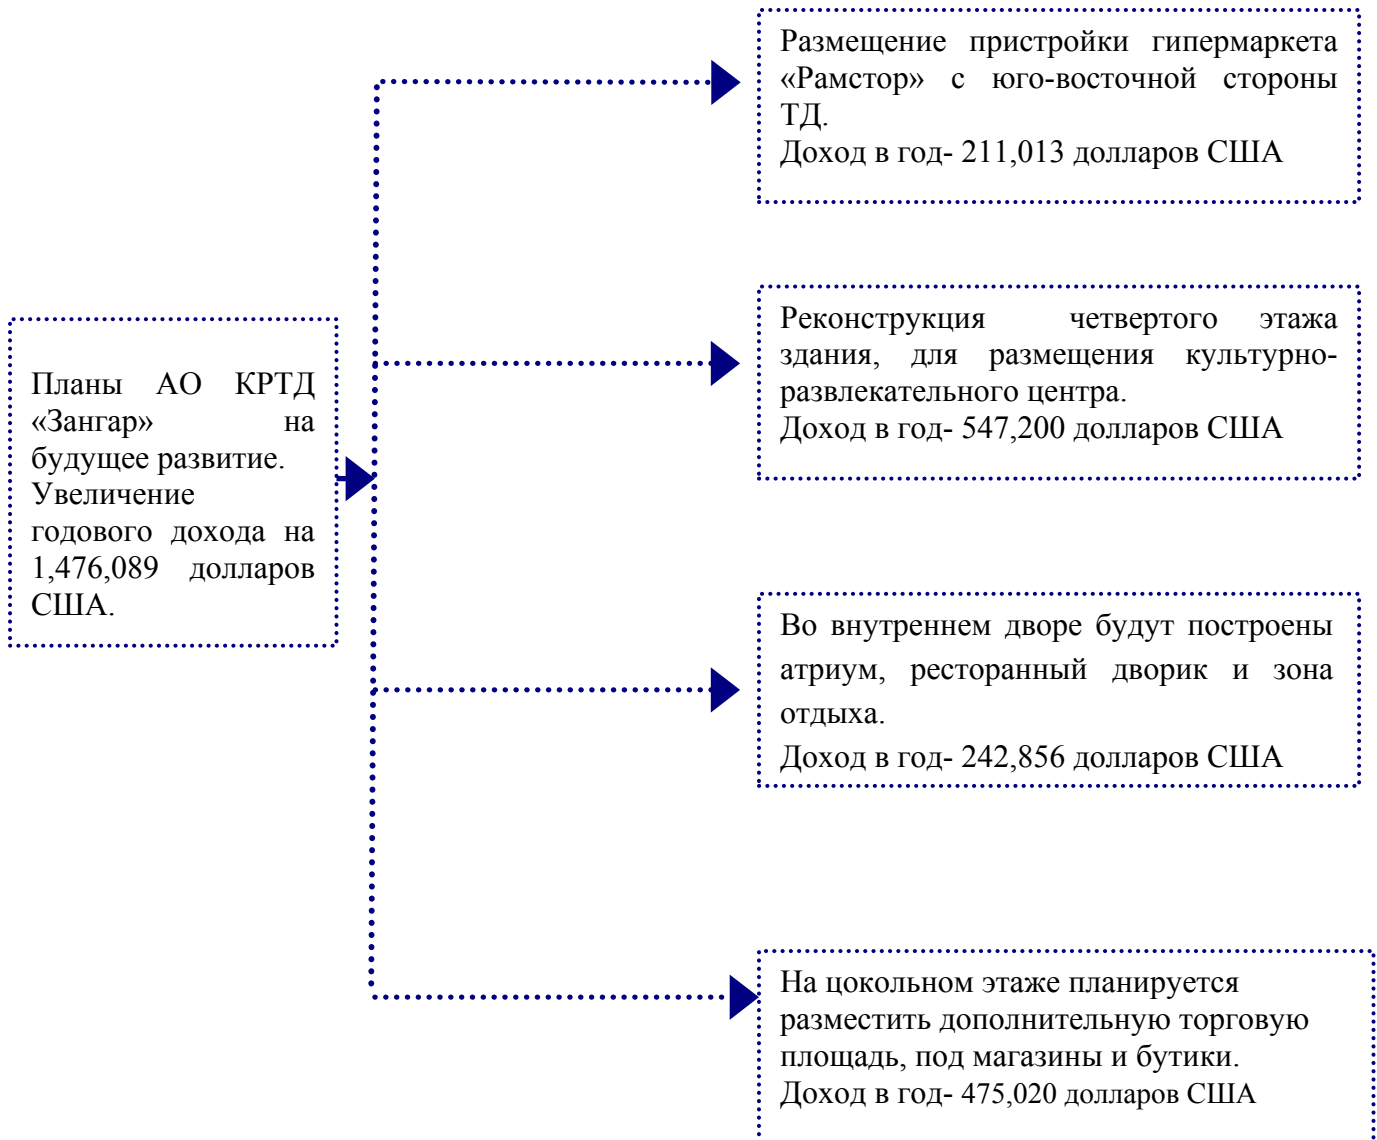 Планы АО КРТД
«Зангар» на
будущее развитие.
Увеличение
годового дохода на
1,476,089 долларов
США.
Размещение пристройки гипермаркета
«Рамстор» с юго-восточной стороны
ТД.
Доход в год- 211,013 долларов США
Реконструкция четвертого этажа
здания, для размещения культурно-
развлекательного центра.
Доход в год- 547,200 долларов США
Во внутреннем дворе будут построены
атриум, ресторанный дворик и зона
отдыха.
Доход в год- 242,856 долларов США
На цокольном этаже планируется
разместить дополнительную торговую
площадь, под магазины и бутики.
Доход в год- 475,020 долларов США